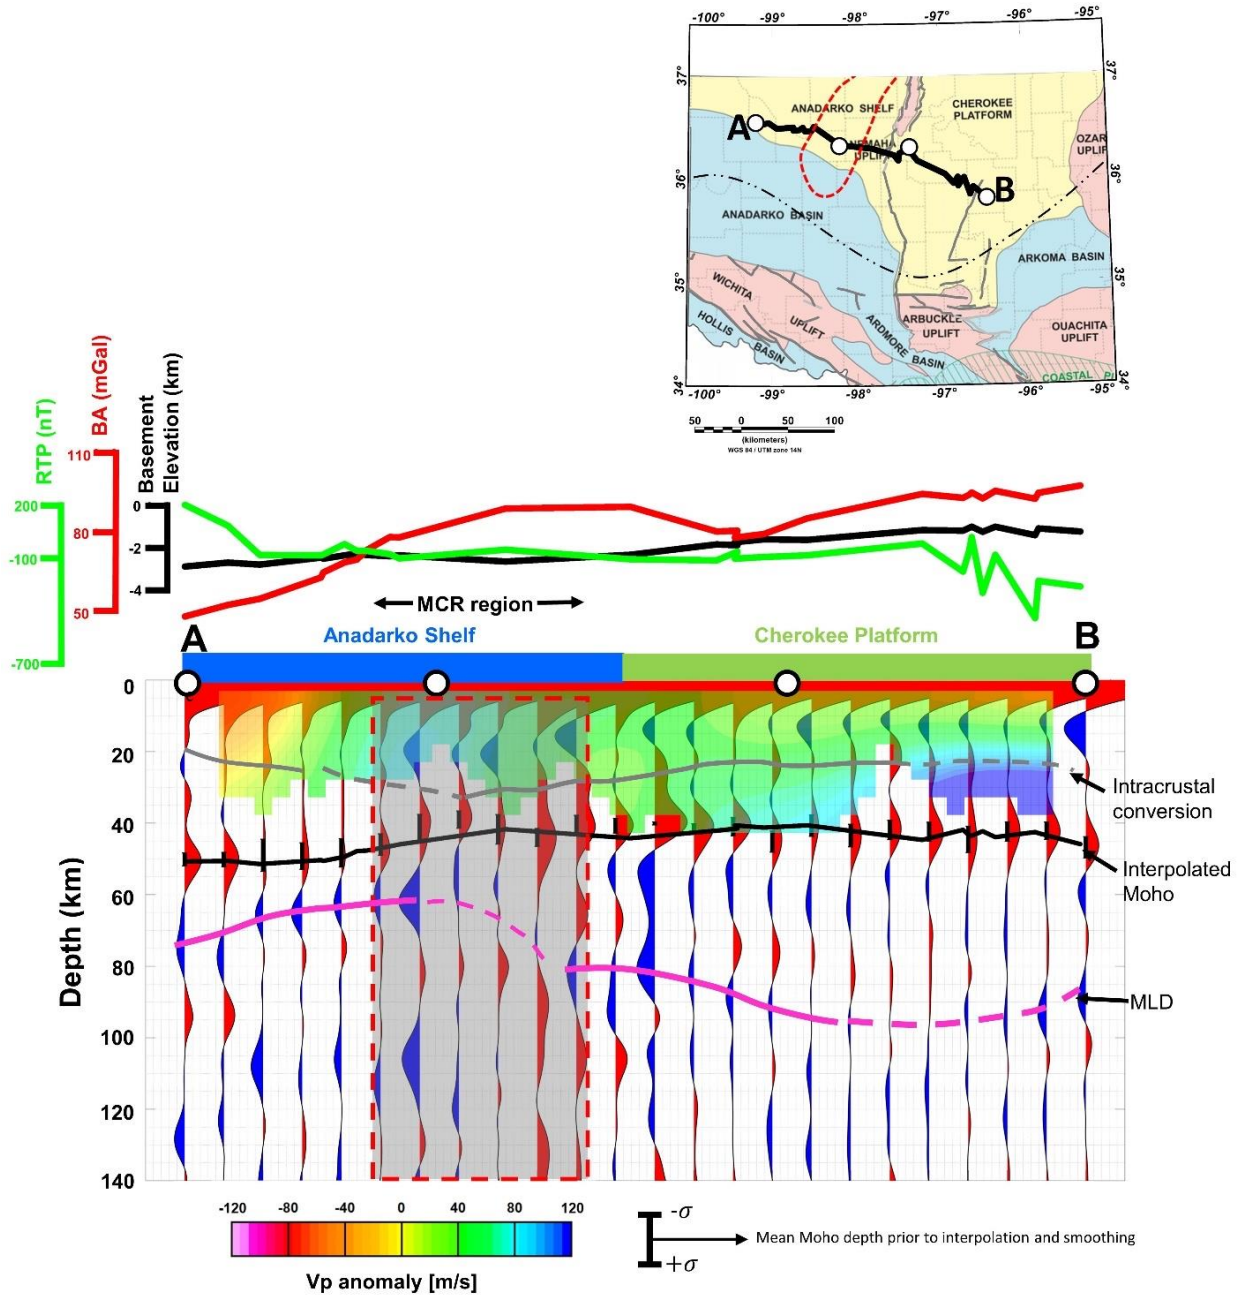 -100° -99° -98° -97° -96° -95°
37° 37°
ANADARKO SHELF
CHEROKEE
PLATFORM
A
NEMAHA
UPLIFT
OZAR
UPLIF
36° 36°
B
ANADARKO BASIN
ARKOMA BASIN
35° 35°
WICHITA
UPLIFT
HOLLIS
BASIN
ARDMORE BASIN
ARBUCKLE
UPLIFT
OUACHITA
UPLIFT
COASTAL
34° 34°
-100° -99° -98° -97° -96° -95°
50 0 50 100
(kilometers)
WGS 84 / UTM zone 14N
RTP (nT)
BA (mGal)
Basement
Elevation (km)
110
200 0
80
-2
-100
-4
50
-700
MCR region
A Anadarko Shelf Cherokee Platform B
0
20
40
60
80
100
120
140
Depth (km)
Intracrustal
conversion
Interpolated
Moho
MLD
-120 -80 -40 0 40 80 120
Vp anomaly [m/s]
-σ
Mean Moho depth prior to interpolation and smoothing
+σ